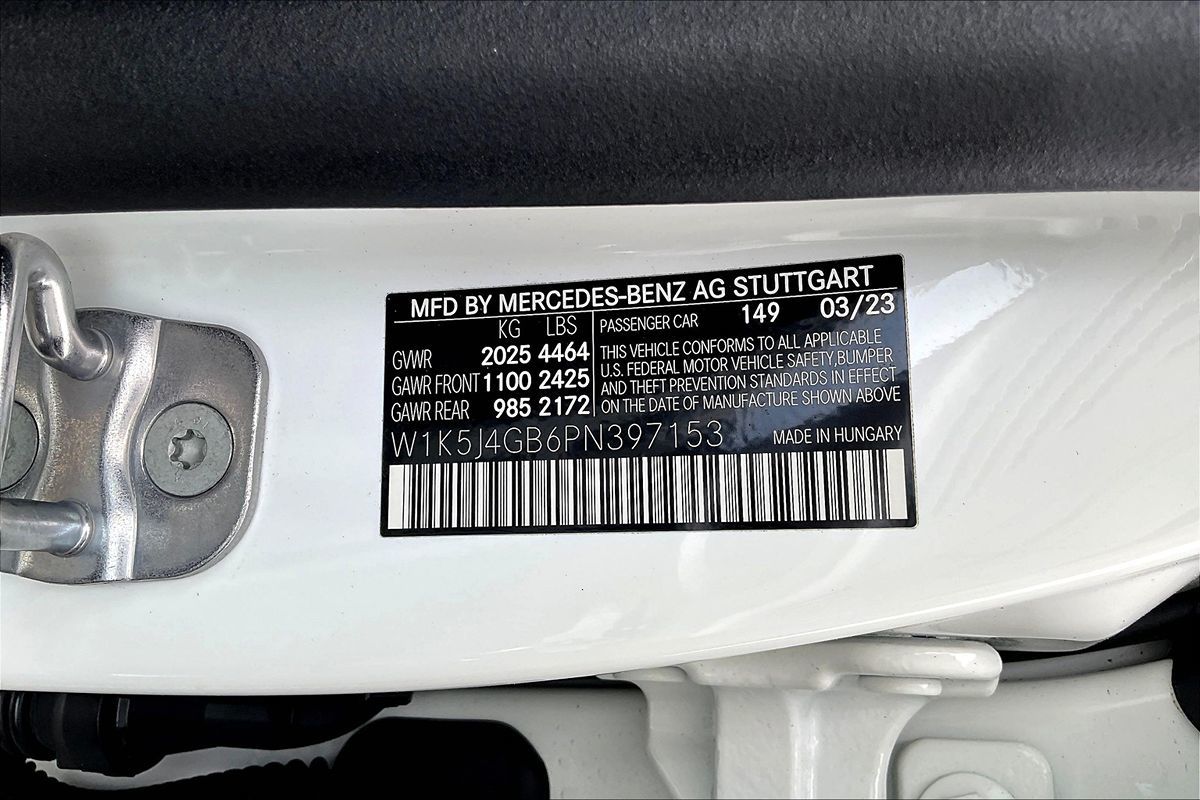 MFD BY MERCEDES-BENZ AG STUTTGART
KG LBS
GVWR 2025 4464
GAWR FRONT 1100 2425
GAWR REAR 985 2172
PASSENGER CAR 149 03/23
THIS VEHICLE CONFORMS TO ALL APPLICABLE
U.S. FEDERAL MOTOR VEHICLE SAFETY,BUMPER
AND THEFT PREVENTION STANDARDS IN EFFECT
ON THE DATE OF MANUFACTURE SHOWN ABOVE
W1K5J4GB6PN397153 MADE IN HUNGARY